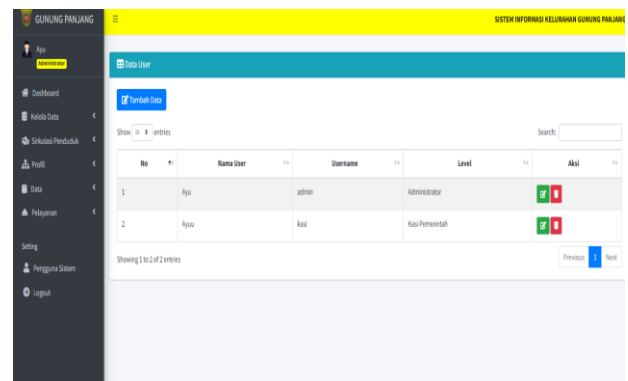 GUNUNG PANJANG
SISTEM INFORMASI KELURAHAN GUNUNG PANJANG
Ayu
Administrator
Dashboard
Kelola Data
Sirkulasi Penduduk
Profil
Data
Pelayanan
Setting
Pengguna Sistem
Logout
Data User
Tambah Data
Show 10 entries
Search:
No Nama User Username Level Aksi
1 Ayu admin Administrator
2 Ayuu kasi Kasi Pemerintah
Showing 1 to 2 of 2 entries
Previous 1 Next